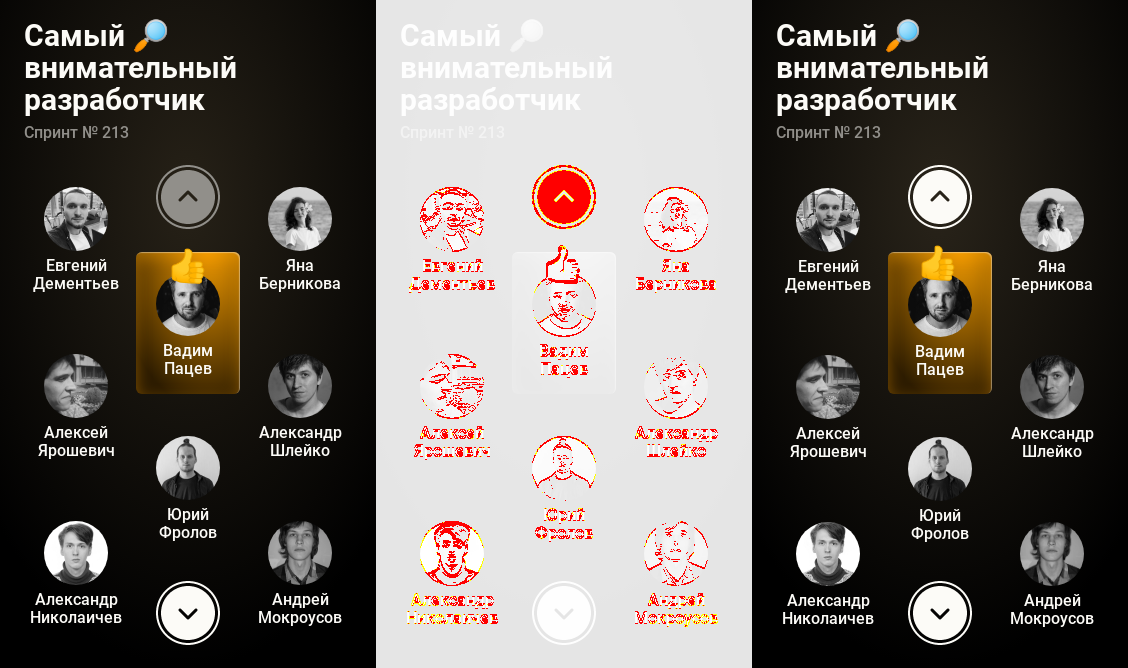 Самый 🔎
внимательный
разработчик
Спринт № 213
Евгений
Дементьев
Яна
Берникова
Вадим
Пацев
Алексей
Ярошевич
Александр
Шлейко
Юрий
Фролов
Александр
Николаичев
Андрей
Мокроусов
Самый 🔎
внимательный
разработчик
Спринт № 213
Евгений
Дементьев
Яна
Берникова
Вадим
Пацев
Алексей
Ярошевич
Александр
Шлейко
Юрий
Фролов
Александр
Николаичев
Андрей
Мокроусов
Самый 🔎
внимательный
разработчик
Спринт № 213
Евгений
Дементьев
Яна
Берникова
Вадим
Пацев
Алексей
Ярошевич
Александр
Шлейко
Юрий
Фролов
Александр
Николаичев
Андрей
Мокроусов